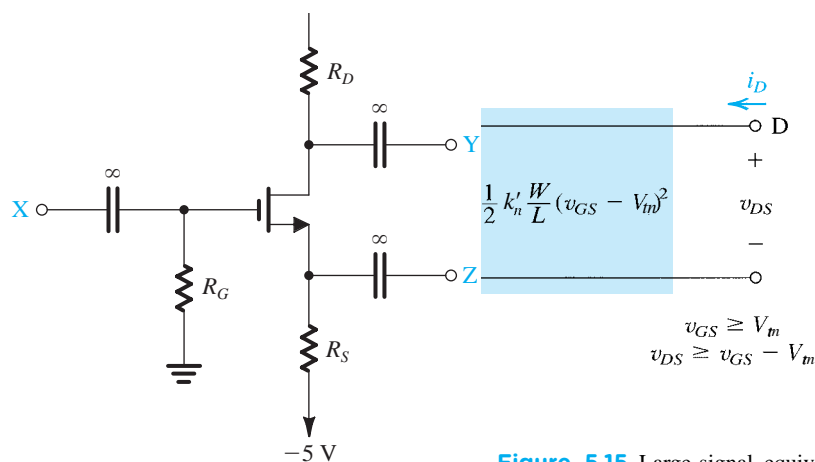 R_D
∞
Y
X
∞
R_G
∞
Z
R_S
−5 V
i_D
D
+
1/2 k′_n W/L (v_GS − V_tn)^2
v_DS
−
v_GS ≥ V_tn
v_DS ≥ v_GS − V_tn
Figure 5.15 Large-signal equiv